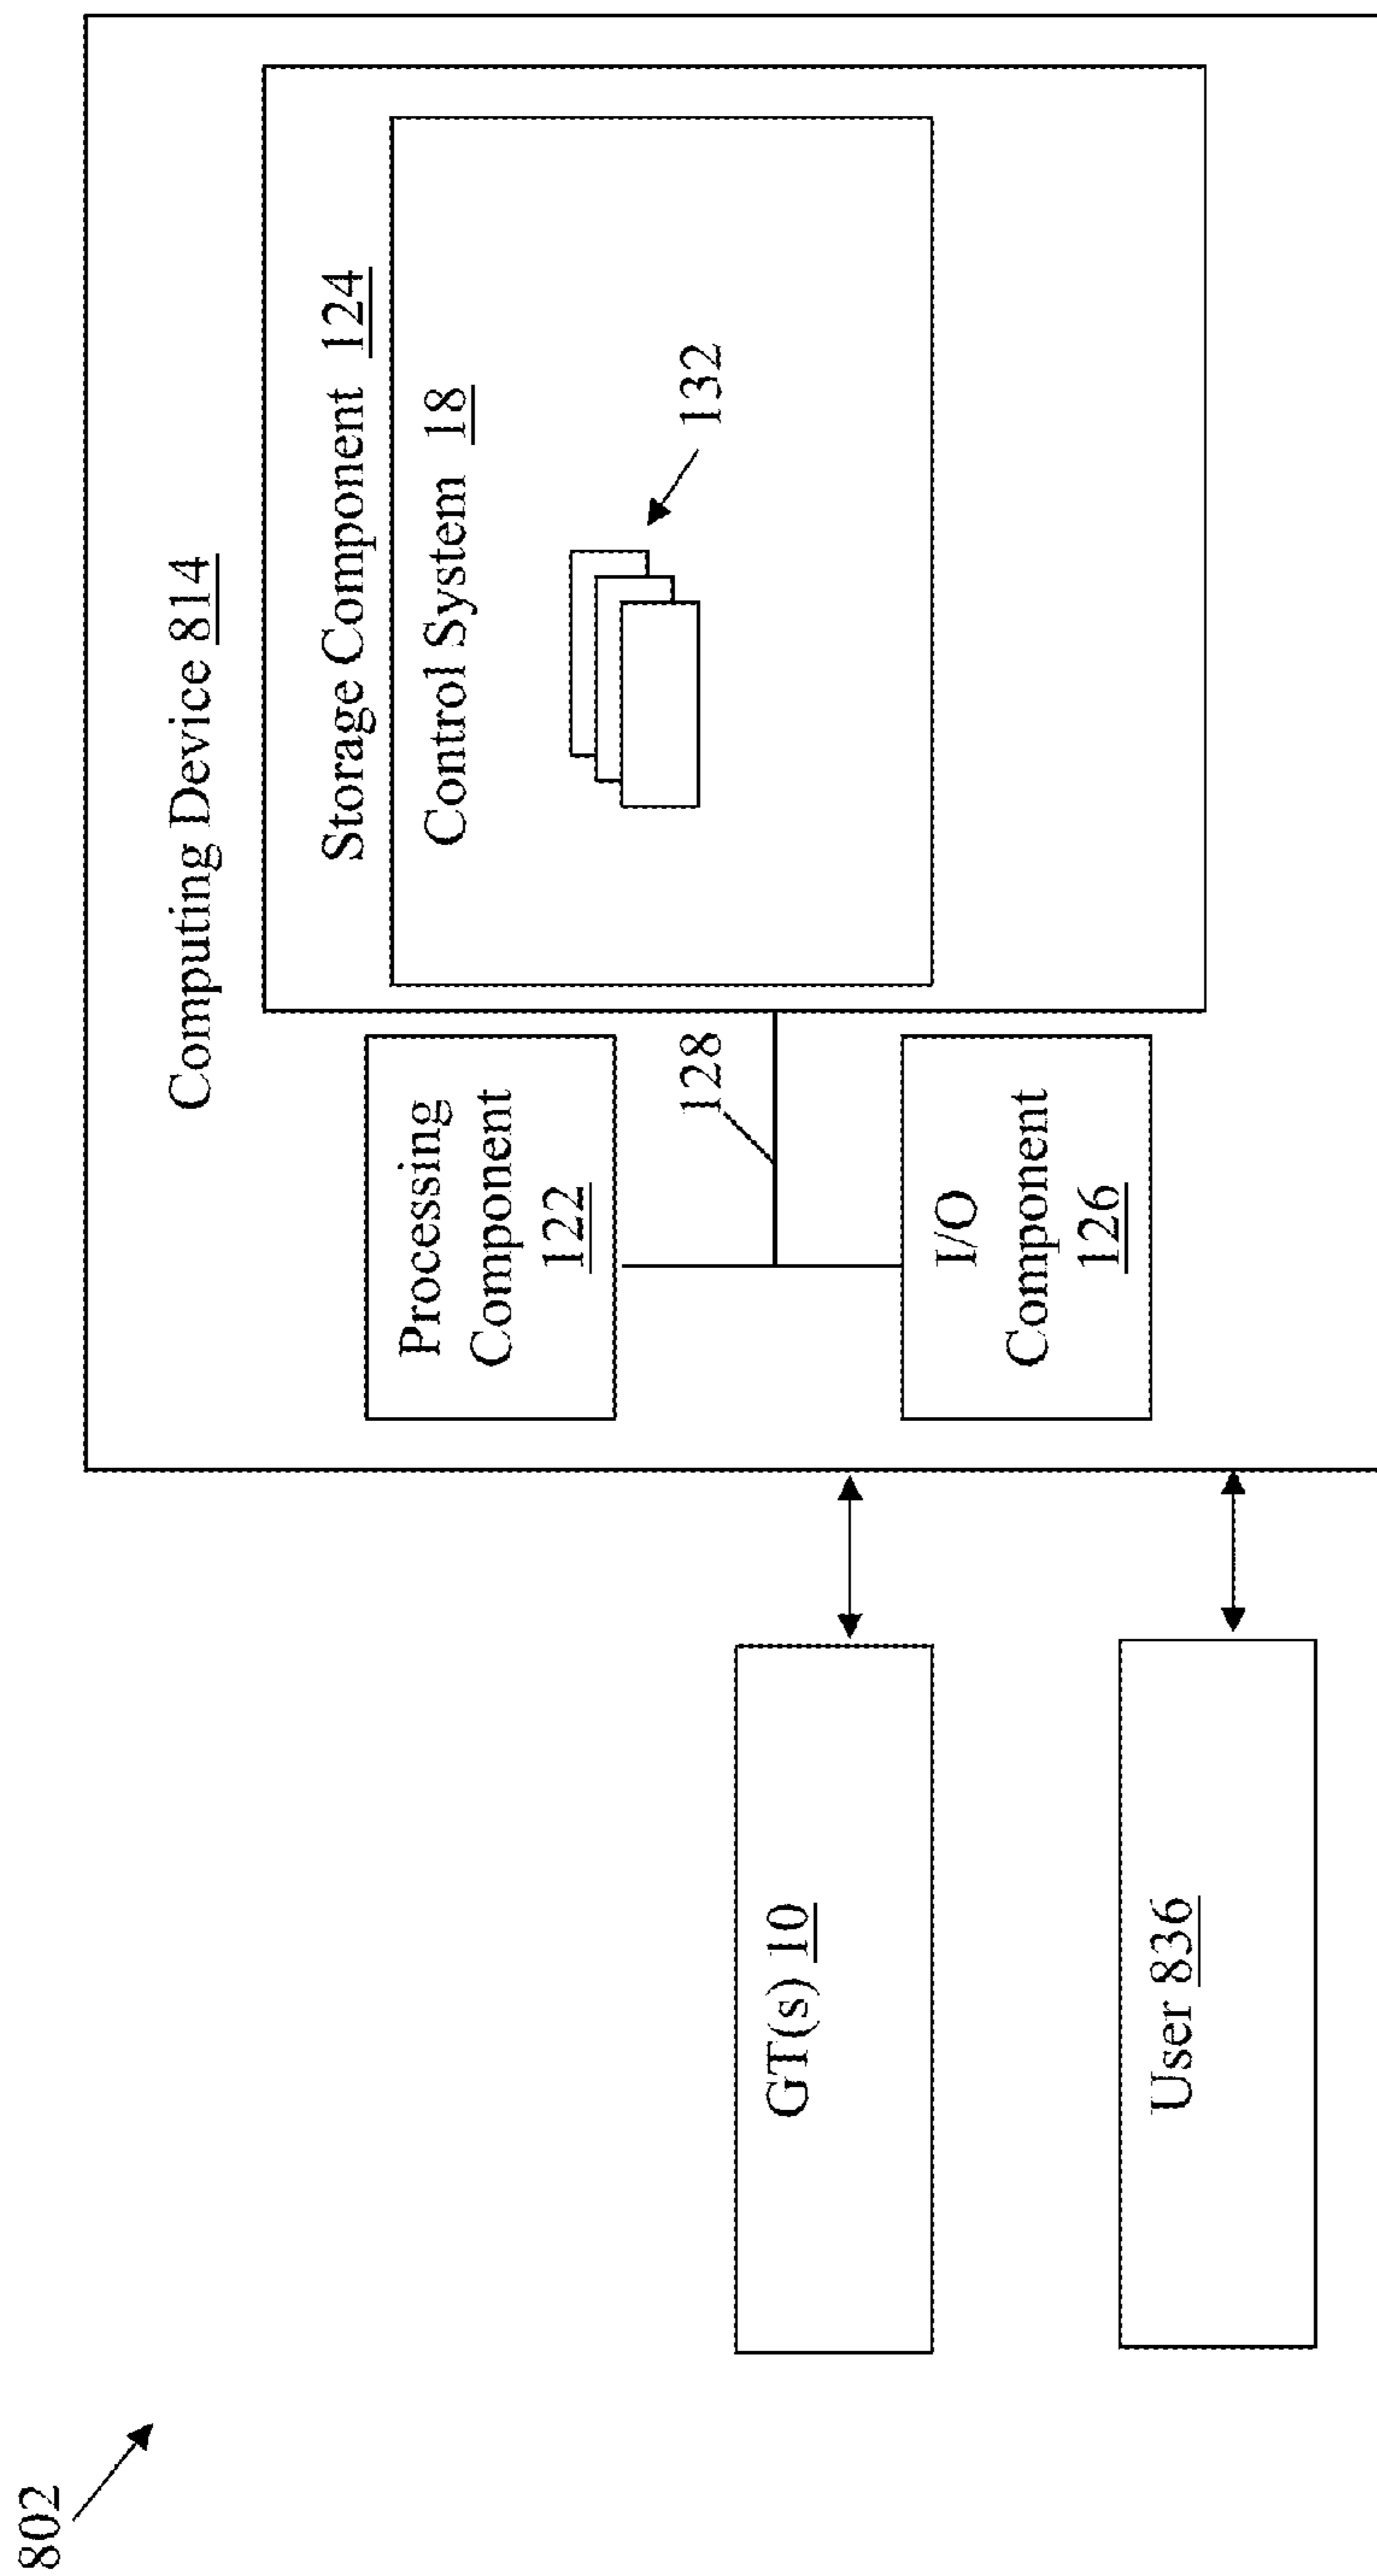 802
Computing Device 814
Storage Component 124
Control System 18
132
Processing
Component
122
128
I/O
Component
126
GT(s) 10
User 836